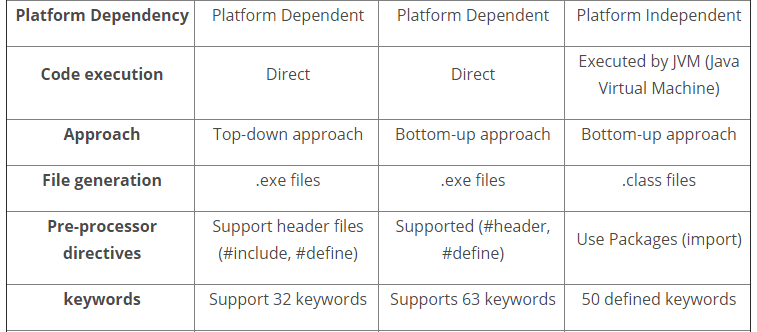 Platform Dependency Platform Dependent Platform Dependent Platform Independent
Code execution Direct Direct Executed by JVM (Java
Virtual Machine)
Approach Top-down approach Bottom-up approach Bottom-up approach
File generation .exe files .exe files .class files
Pre-processor
directives Support header files
(#include, #define) Supported (#header,
#define) Use Packages (import)
keywords Support 32 keywords Supports 63 keywords 50 defined keywords